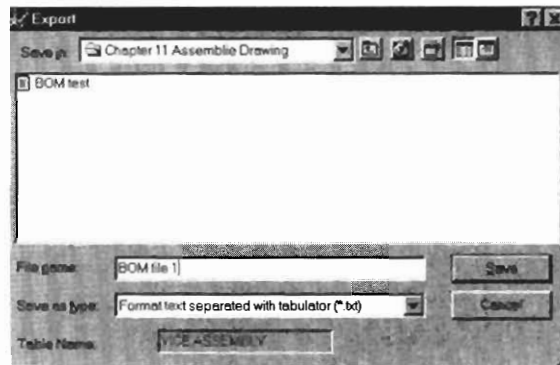 Export
Save in: Chapter 11 Assemblie Drawing
BOM test
File name: BOM file 1
Save
Save as type: Format text separated with tabulator (*.txt)
Cancel
Table Name: VICE ASSEMBLY